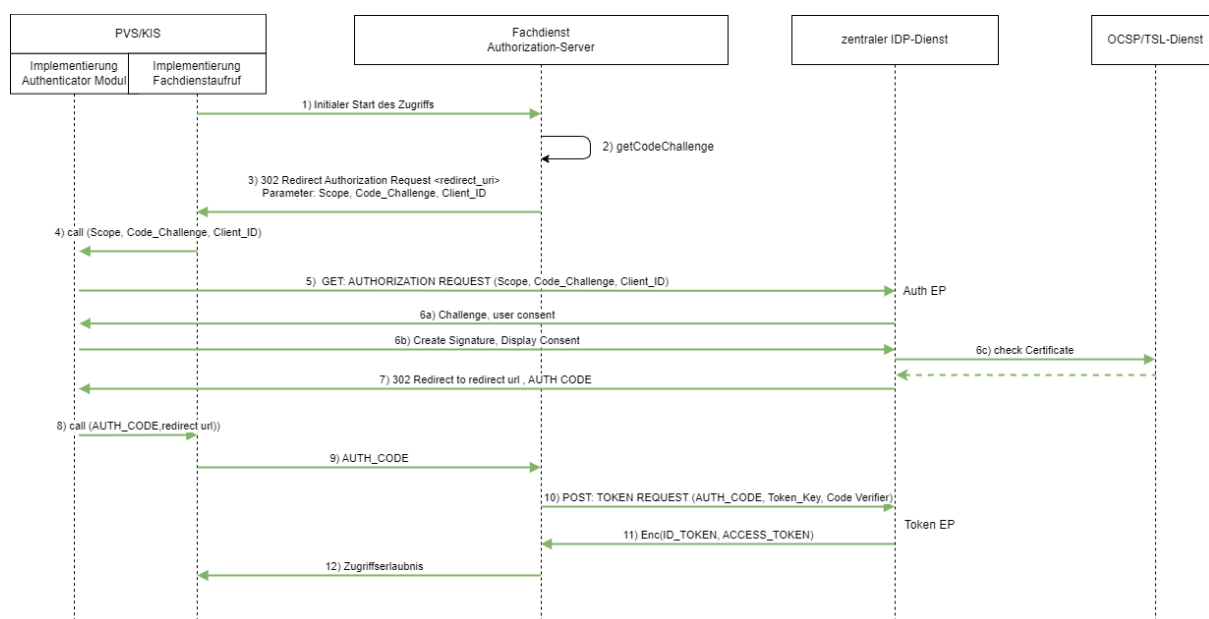 PVS/KIS
Fachdienst
Authorization-Server
zentraler IDP-Dienst
OCSP/TSL-Dienst
Implementierung
Authenticator Modul
Implementierung
Fachdienstaufruf
1) Initialer Start des Zugriffs
2) getCodeChallenge
3) 302 Redirect Authorization Request <redirect_uri>
Parameter: Scope, Code_Challenge, Client_ID
4) call (Scope, Code_Challenge, Client_ID)
5) GET: AUTHORIZATION REQUEST (Scope, Code_Challenge, Client_ID)
Auth EP
6a) Challenge, user consent
6b) Create Signature, Display Consent
6c) check Certificate
7) 302 Redirect to redirect url , AUTH CODE
8) call (AUTH_CODE,redirect url))
9) AUTH_CODE
10) POST: TOKEN REQUEST (AUTH_CODE, Token_Key, Code Verifier)
Token EP
11) Enc(ID_TOKEN, ACCESS_TOKEN)
12) Zugriffserlaubnis